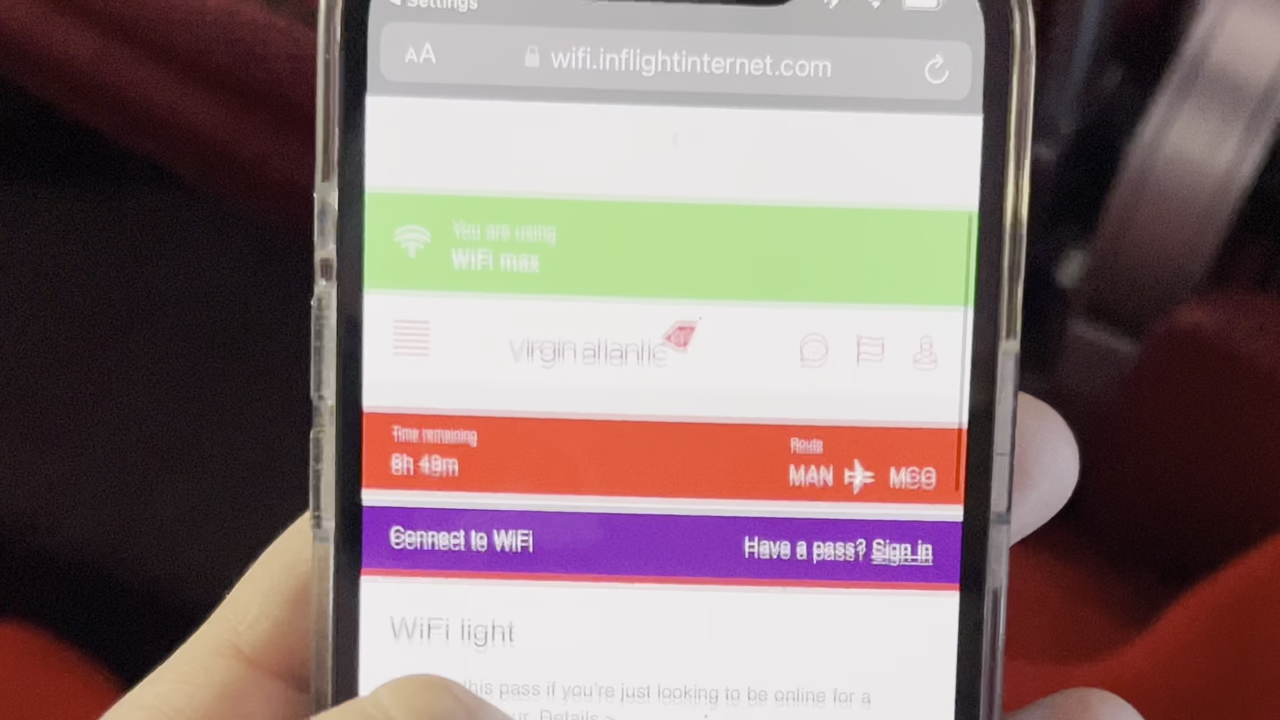 Settings
AA wifi.inflightinternet.com
You are using
WiFi max
virgin atlantic
Time remaining
8h 49m
Route
MAN MCO
Connect to WiFi
Have a pass? Sign in
WiFi light
this pass if you're just looking to be online for a
ur. Details >